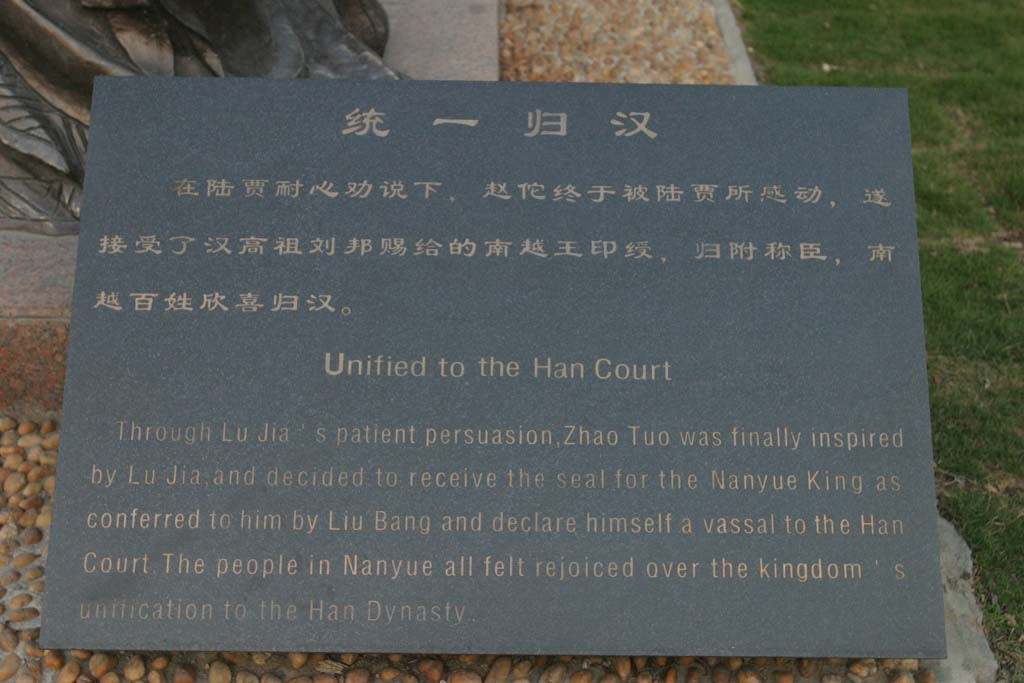 统一归汉
在陆贾耐心劝说下，赵佗终于被陆贾所感动，遂
接受了汉高祖刘邦赐给的南越王印绶，归附称臣，南
越百姓欣喜归汉。
Unified to the Han Court
Through Lu Jia's patient persuasion,Zhao Tuo was finally inspired
by Lu Jia,and decided to receive the seal for the Nanyue King as
conferred to him by Liu Bang and declare himself a vassal to the Han
Court.The people in Nanyue all felt rejoiced over the kingdom's
unification to the Han Dynasty.